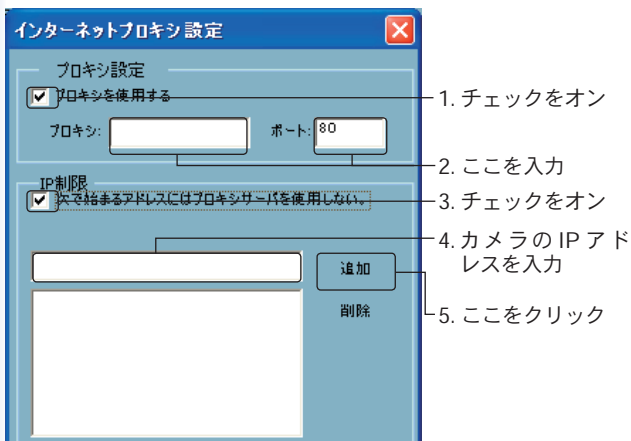 インターネットプロキシ設定
プロキシ設定
プロキシを使用する
1. チェックをオン
プロキシ:
ポート: 80
2. ここを入力
IP制限
次で始まるアドレスにはプロキシサーバを使用しない。
3. チェックをオン
4. カメラの IP アド
レスを入力
追加
削除
5. ここをクリック